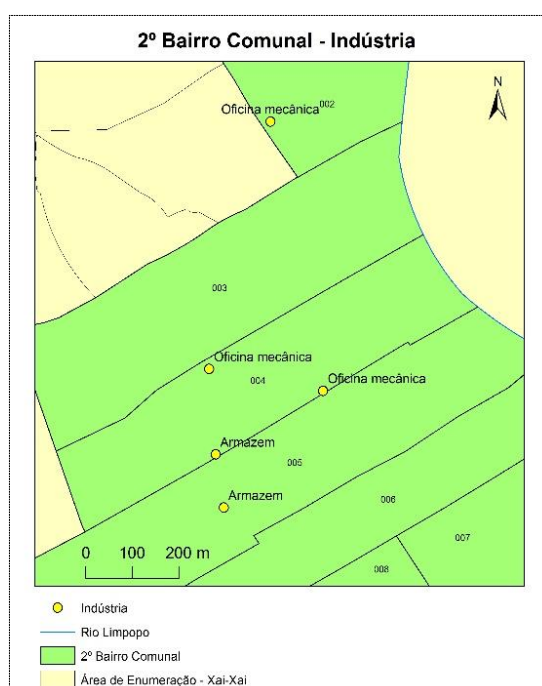 2º Bairro Comunal - Indústria
N
Oficina mecânica 002
003
Oficina mecânica
004
Oficina mecânica
Armazem
005
Armazem
006
007
008
0 100 200 m
Indústria
Rio Limpopo
2º Bairro Comunal
Área de Enumeração - Xai-Xai